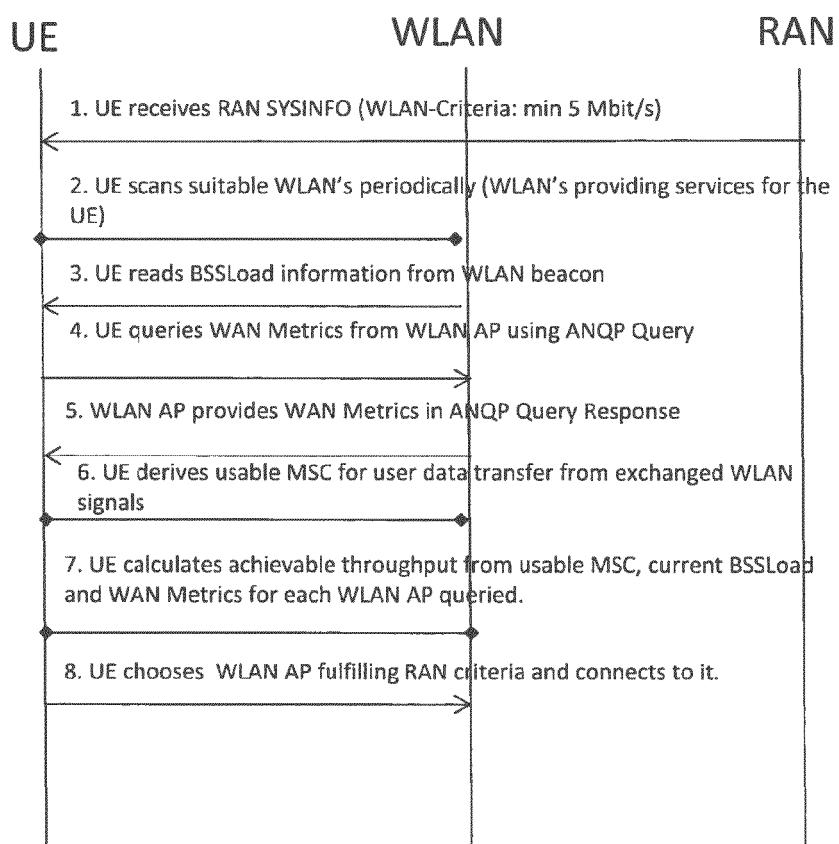 UE WLAN RAN
1. UE receives RAN SYSINFO (WLAN-Criteria: min 5 Mbit/s)
2. UE scans suitable WLAN's periodically (WLAN's providing services for the
UE)
3. UE reads BSSLoad information from WLAN beacon
4. UE queries WAN Metrics from WLAN AP using ANQP Query
5. WLAN AP provides WAN Metrics in ANQP Query Response
6. UE derives usable MSC for user data transfer from exchanged WLAN
signals
7. UE calculates achievable throughput from usable MSC, current BSSLoad
and WAN Metrics for each WLAN AP queried.
8. UE chooses WLAN AP fulfilling RAN criteria and connects to it.